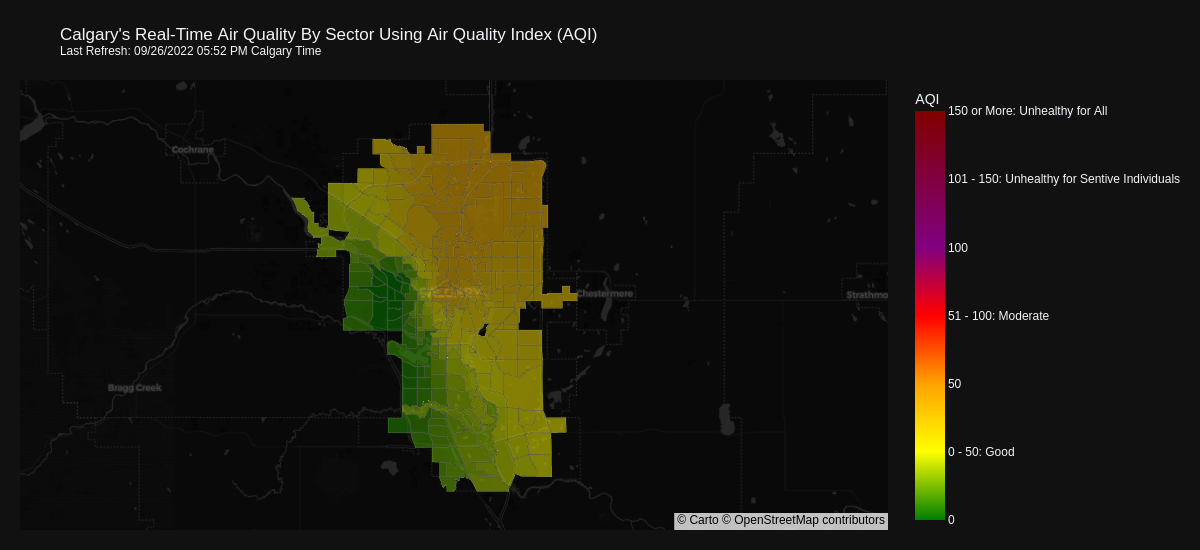 Calgary's Real-Time Air Quality By Sector Using Air Quality Index (AQI)
Last Refresh: 09/26/2022 05:52 PM Calgary Time
AQI
150 or More: Unhealthy for All
101 - 150: Unhealthy for Sentive Individuals
100
51 - 100: Moderate
50
0 - 50: Good
0
Cochrane
CALGARY
Chestermere
Strathmo
Bragg Creek
© Carto © OpenStreetMap contributors